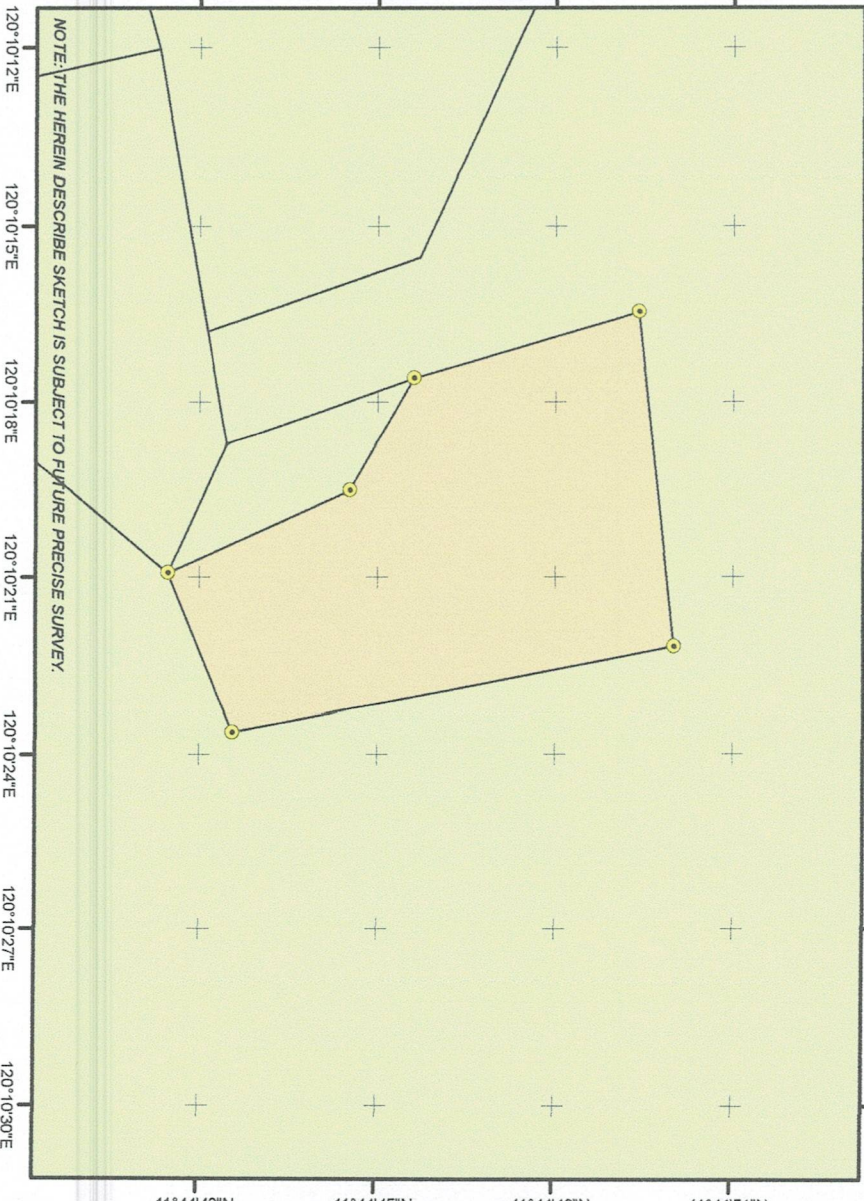 120°10'12"E
120°10'15"E
120°10'18"E
120°10'21"E
120°10'24"E
120°10'27"E
120°10'30"E
NOTE: THE HEREIN DESCRIBE SKETCH IS SUBJECT TO FUTURE PRECISE SURVEY.